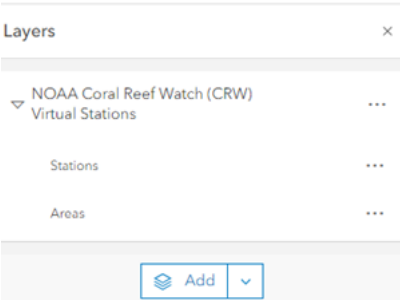 Layers
NOAA Coral Reef Watch (CRW)
Virtual Stations
Stations
Areas
Add